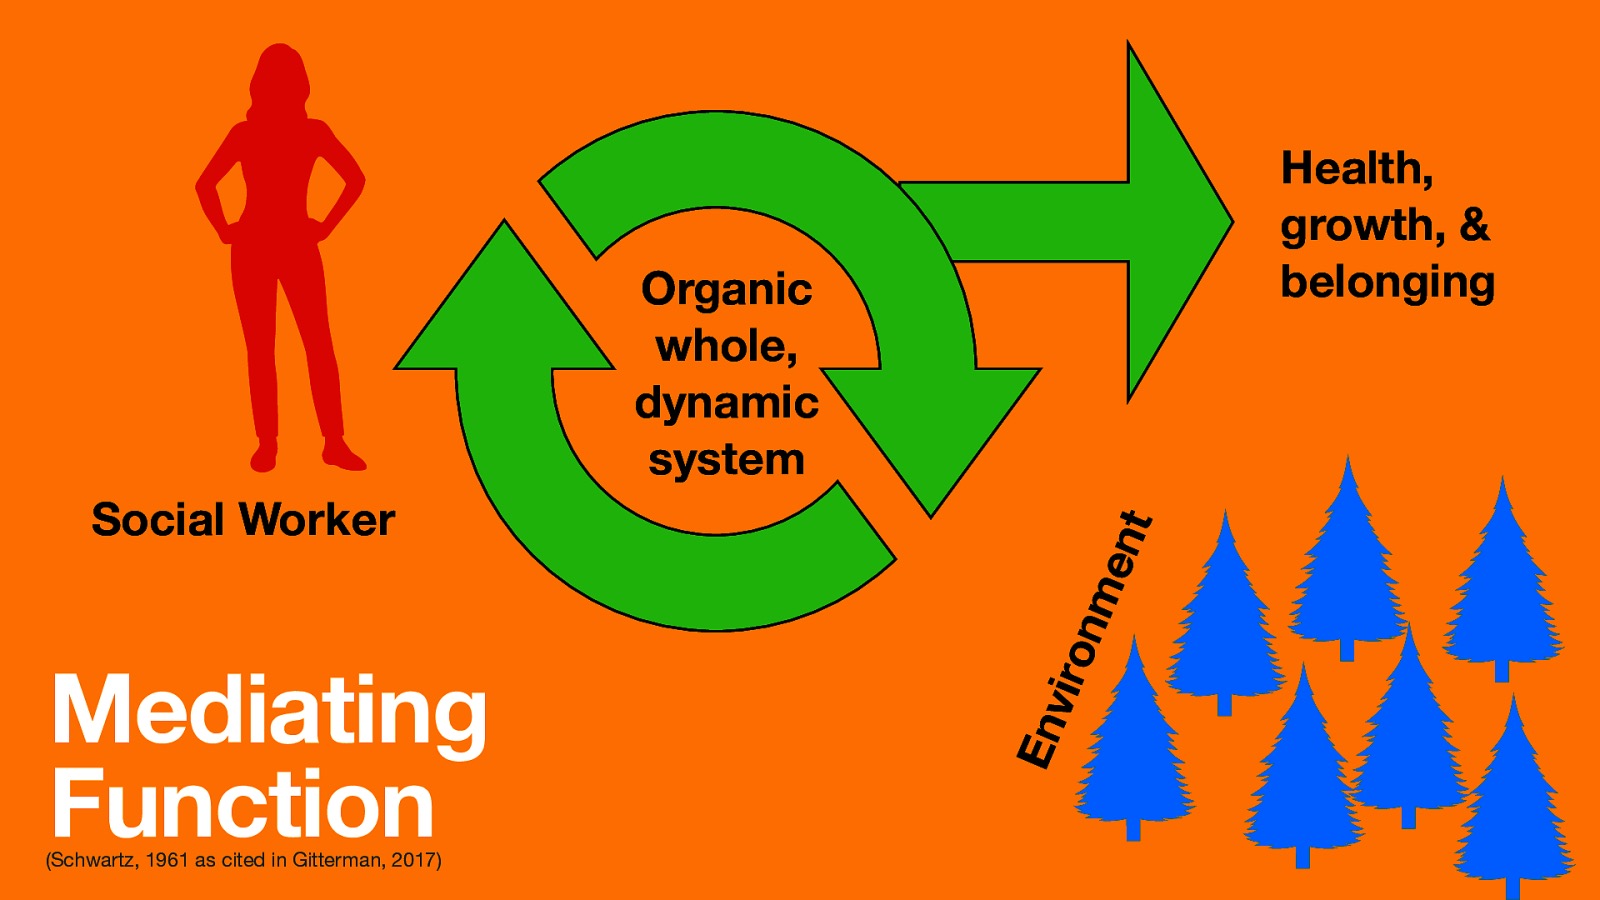 Health,
growth, &
belonging
Organic
whole,
dynamic
system
Social Worker
Environment
Mediating
Function
(Schwartz, 1961 as cited in Gitterman, 2017)